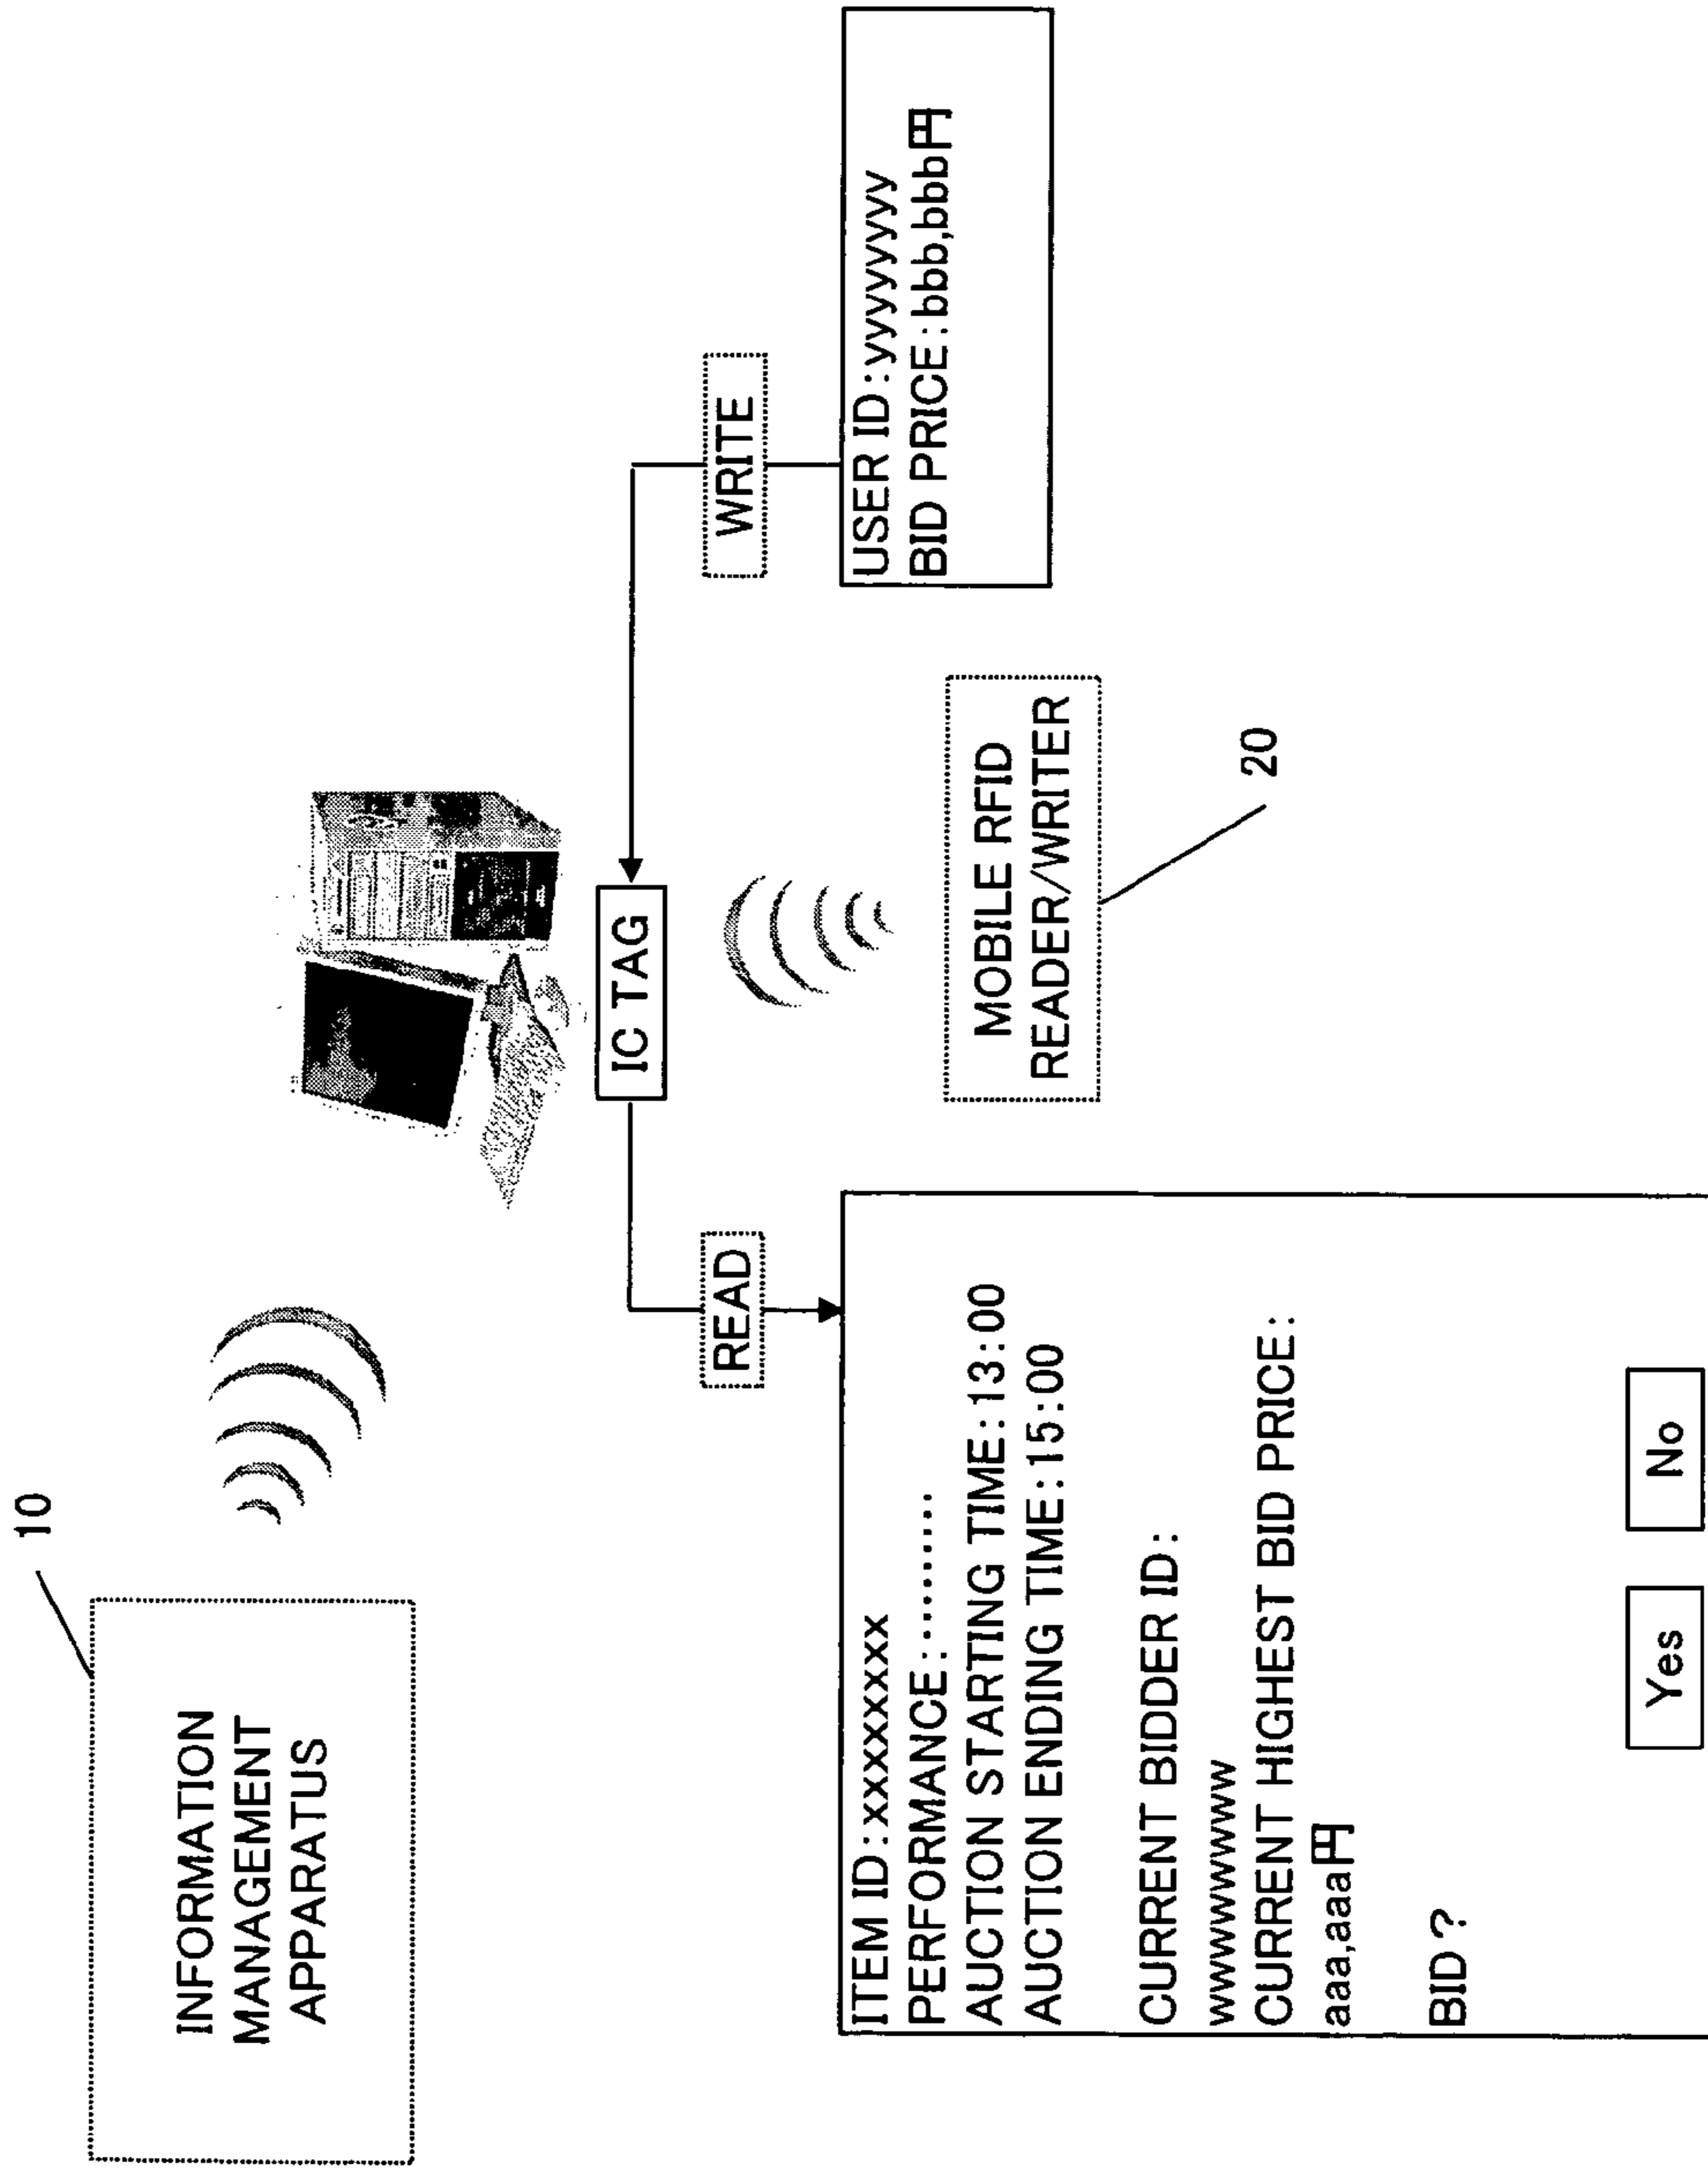 10
INFORMATION
MANAGEMENT
APPARATUS
IC TAG
READ
WRITE
ITEM ID:xxxxxxxx
PERFORMANCE:.........
AUCTION STARTING TIME:13:00
AUCTION ENDING TIME:15:00
CURRENT BIDDER ID:
wwwwwwww
CURRENT HIGHEST BID PRICE:
aaa,aaa円
BID?
Yes
No
MOBILE RFID
READER/WRITER
20
USER ID:yyyyyyyy
BID PRICE:bbb,bbb円